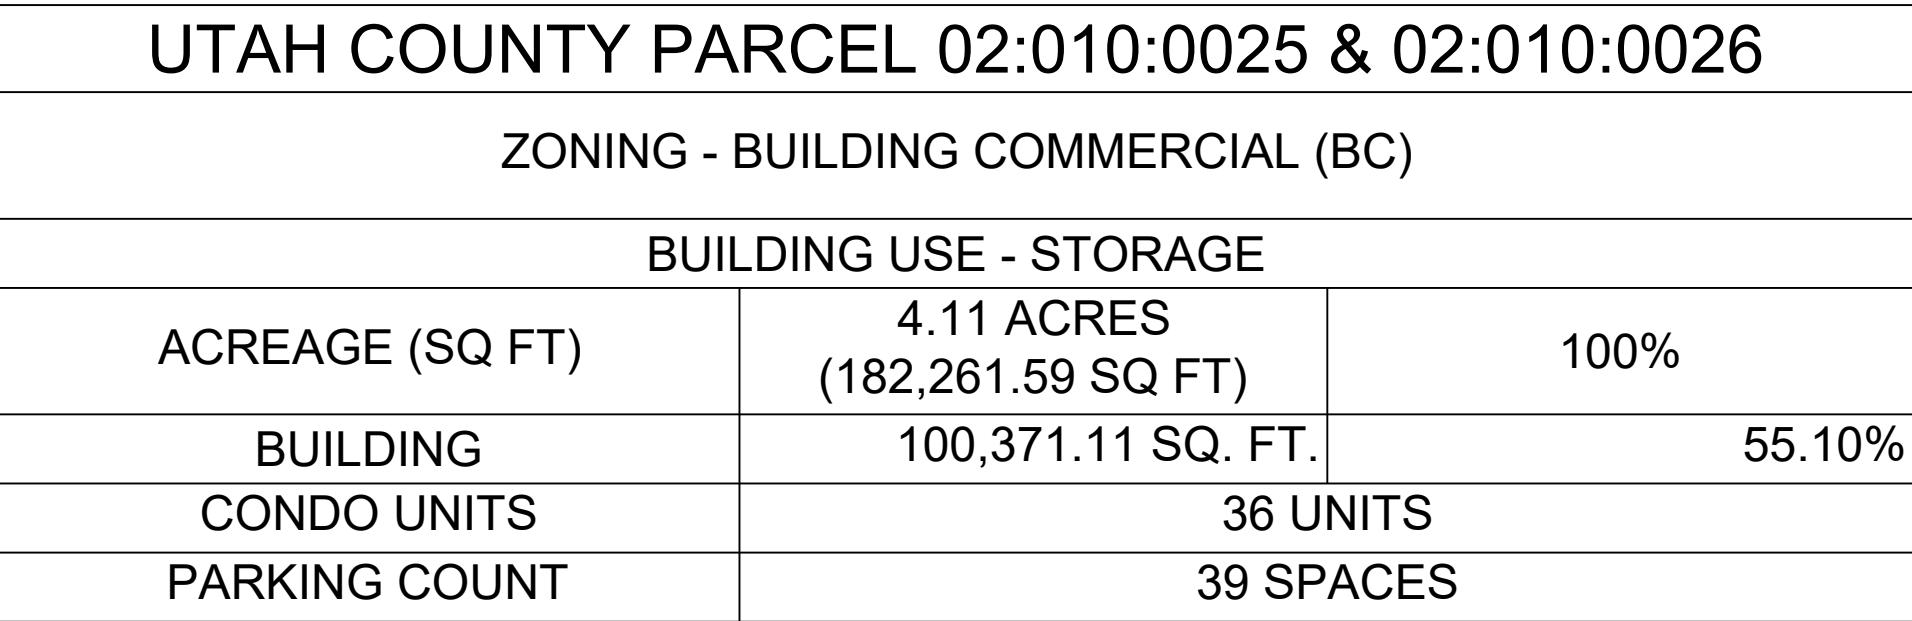 UTAH COUNTY PARCEL 02:010:0025 & 02:010:0026
ZONING - BUILDING COMMERCIAL (BC)
BUILDING USE - STORAGE
ACREAGE (SQ FT)
4.11 ACRES
(182,261.59 SQ FT)
100%
BUILDING
100,371.11 SQ. FT.
55.10%
CONDO UNITS
36 UNITS
PARKING COUNT
39 SPACES